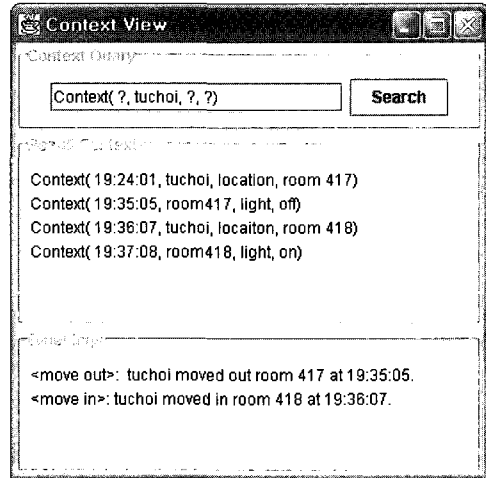 Context View
Context Query
Context( ?, tuchoi, ?, ?)
Search
Context( 19:24:01, tuchoi, location, room 417)
Context( 19:35:05, room417, light, off)
Context( 19:36:07, tuchoi, locaiton, room 418)
Context( 19:37:08, room418, light, on)
<move out>: tuchoi moved out room 417 at 19:35:05.
<move in>: tuchoi moved in room 418 at 19:36:07.